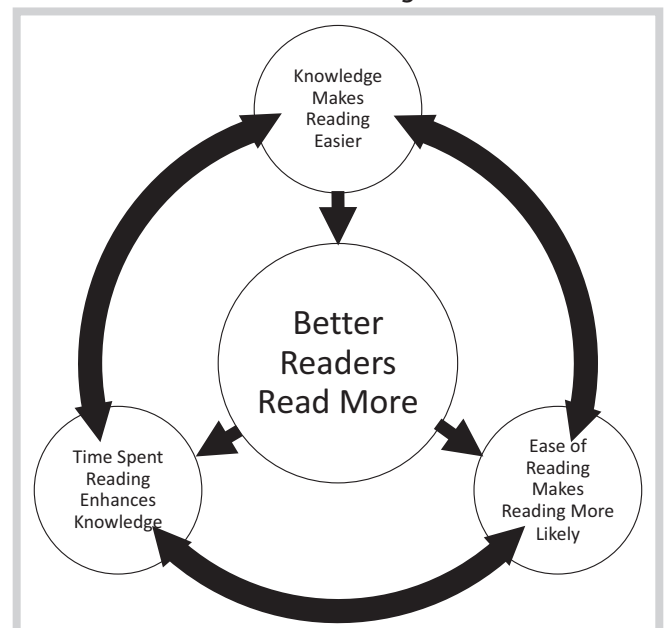 Knowledge
Makes
Reading
Easier
Better
Readers
Read More
Time Spent
Reading
Enhances
Knowledge
Ease of
Reading
Makes
Reading More
Likely